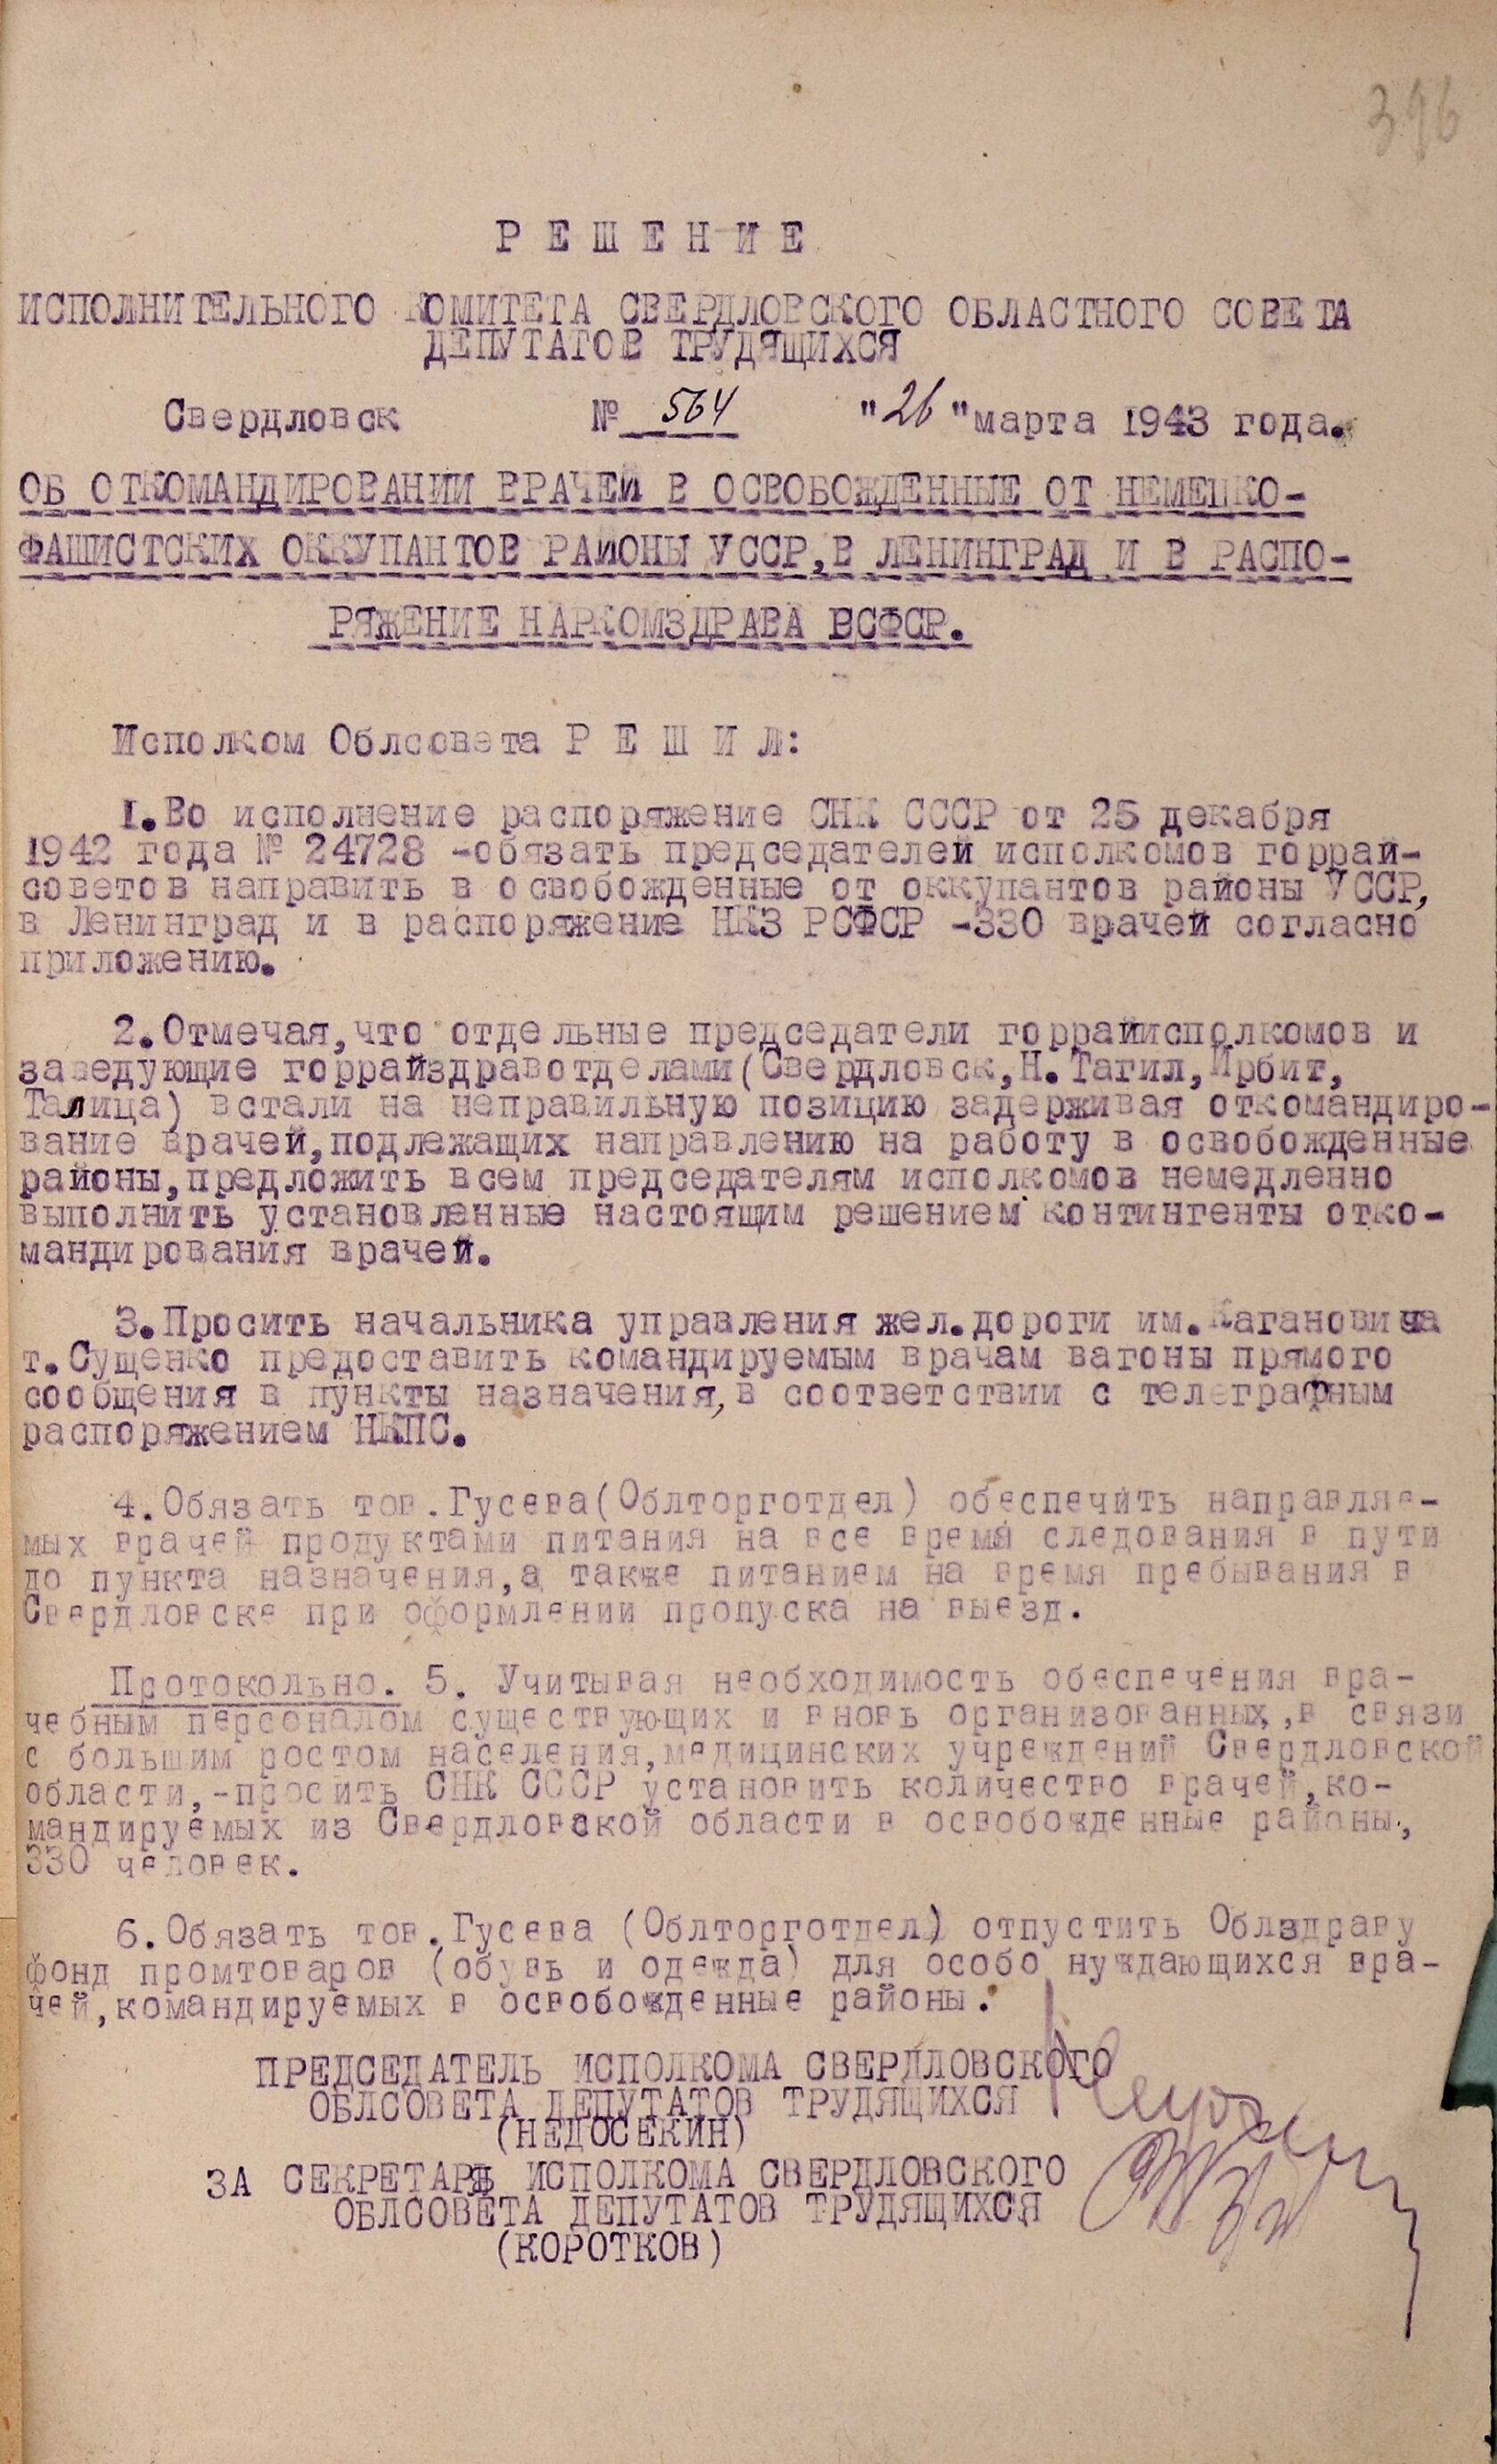 396
РЕШЕНИЕ
ИСПОЛНИТЕЛЬНОГО КОМИТЕТА СВЕРДЛОВСКОГО ОБЛАСТНОГО СОВЕТА
ДЕПУТАТОВ ТРУДЯЩИХСЯ
Свердловск № 564 "26" марта 1943 года.
ОБ ОТКОМАНДИРОВАНИИ ВРАЧЕЙ В ОСВОБОЖДЕННЫЕ ОТ НЕМЕЦКО-
ФАШИСТСКИХ ОККУПАНТОВ РАЙОНЫ УССР, В ЛЕНИНГРАД И В РАСПО-
РЯЖЕНИЕ НАРКОМЗДРАВА РСФСР.
Исполком Облсовета Р Е Ш И Л:
1. Во исполнение распоряжение СНК СССР от 25 декабря
1942 года № 24728 -обязать председателей исполкомов горрай-
советов направить в освобожденные от оккупантов районы УССР,
в Ленинград и в распоряжение НКЗ РСФСР -330 врачей согласно
приложению.
2. Отмечая, что отдельные председатели горрайисполкомов и
заведующие горрайздравотделами (Свердловск, Н. Тагил, Ирбит,
Талица) встали на неправильную позицию задерживая откомандиро-
вание врачей, подлежащих направлению на работу в освобожденные
районы, предложить всем председателям исполкомов немедленно
выполнить установленные настоящим решением контингенты отко-
мандирования врачей.
3. Просить начальника управления жел. дороги им. Кагановича
т. Сущенко предоставить командируемым врачам вагоны прямого
сообщения в пункты назначения, в соответствии с телеграфным
распоряжением НКПС.
4. Обязать тов. Гусева (Облторготдел) обеспечить направляе-
мых врачей продуктами питания на все время следования в пути
до пункта назначения, а также питанием на время пребывания в
Свердловске при оформлении пропуска на выезд.
Протокольно. 5. Учитывая необходимость обеспечения вра-
чебным персоналом существующих и вновь организованных, в связи
с большим ростом населения, медицинских учреждений Свердловской
области, -просить СНК СССР установить количество врачей, ко-
мандируемых из Свердловской области в освобожденные районы,
330 человек.
6. Обязать тов. Гусева (Облторготдел) отпустить Облздраву
фонд промтоваров (обувь и одежда) для особо нуждающихся вра-
чей, командируемых в освобожденные районы.
ПРЕДСЕДАТЕЛЬ ИСПОЛКОМА СВЕРДЛОВСКОГО
ОБЛСОВЕТА ДЕПУТАТОВ ТРУДЯЩИХСЯ
(НЕДОСЕКИН)
ЗА СЕКРЕТАРЬ ИСПОЛКОМА СВЕРДЛОВСКОГО
ОБЛСОВЕТА ДЕПУТАТОВ ТРУДЯЩИХСЯ
(КОРОТКОВ)